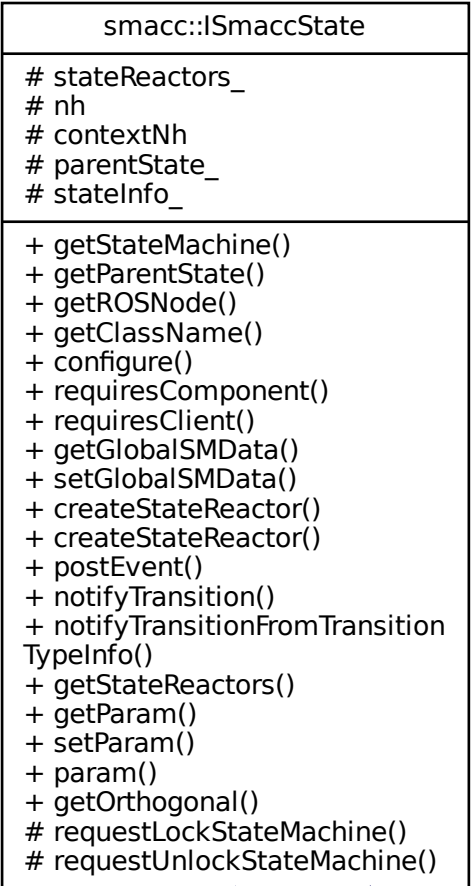 smacc::ISmaccState
# stateReactors_
# nh
# contextNh
# parentState_
# stateInfo_
+ getStateMachine()
+ getParentState()
+ getROSNode()
+ getClassName()
+ configure()
+ requiresComponent()
+ requiresClient()
+ getGlobalSMData()
+ setGlobalSMData()
+ createStateReactor()
+ createStateReactor()
+ postEvent()
+ notifyTransition()
+ notifyTransitionFromTransition
TypeInfo()
+ getStateReactors()
+ getParam()
+ setParam()
+ param()
+ getOrthogonal()
# requestLockStateMachine()
# requestUnlockStateMachine()